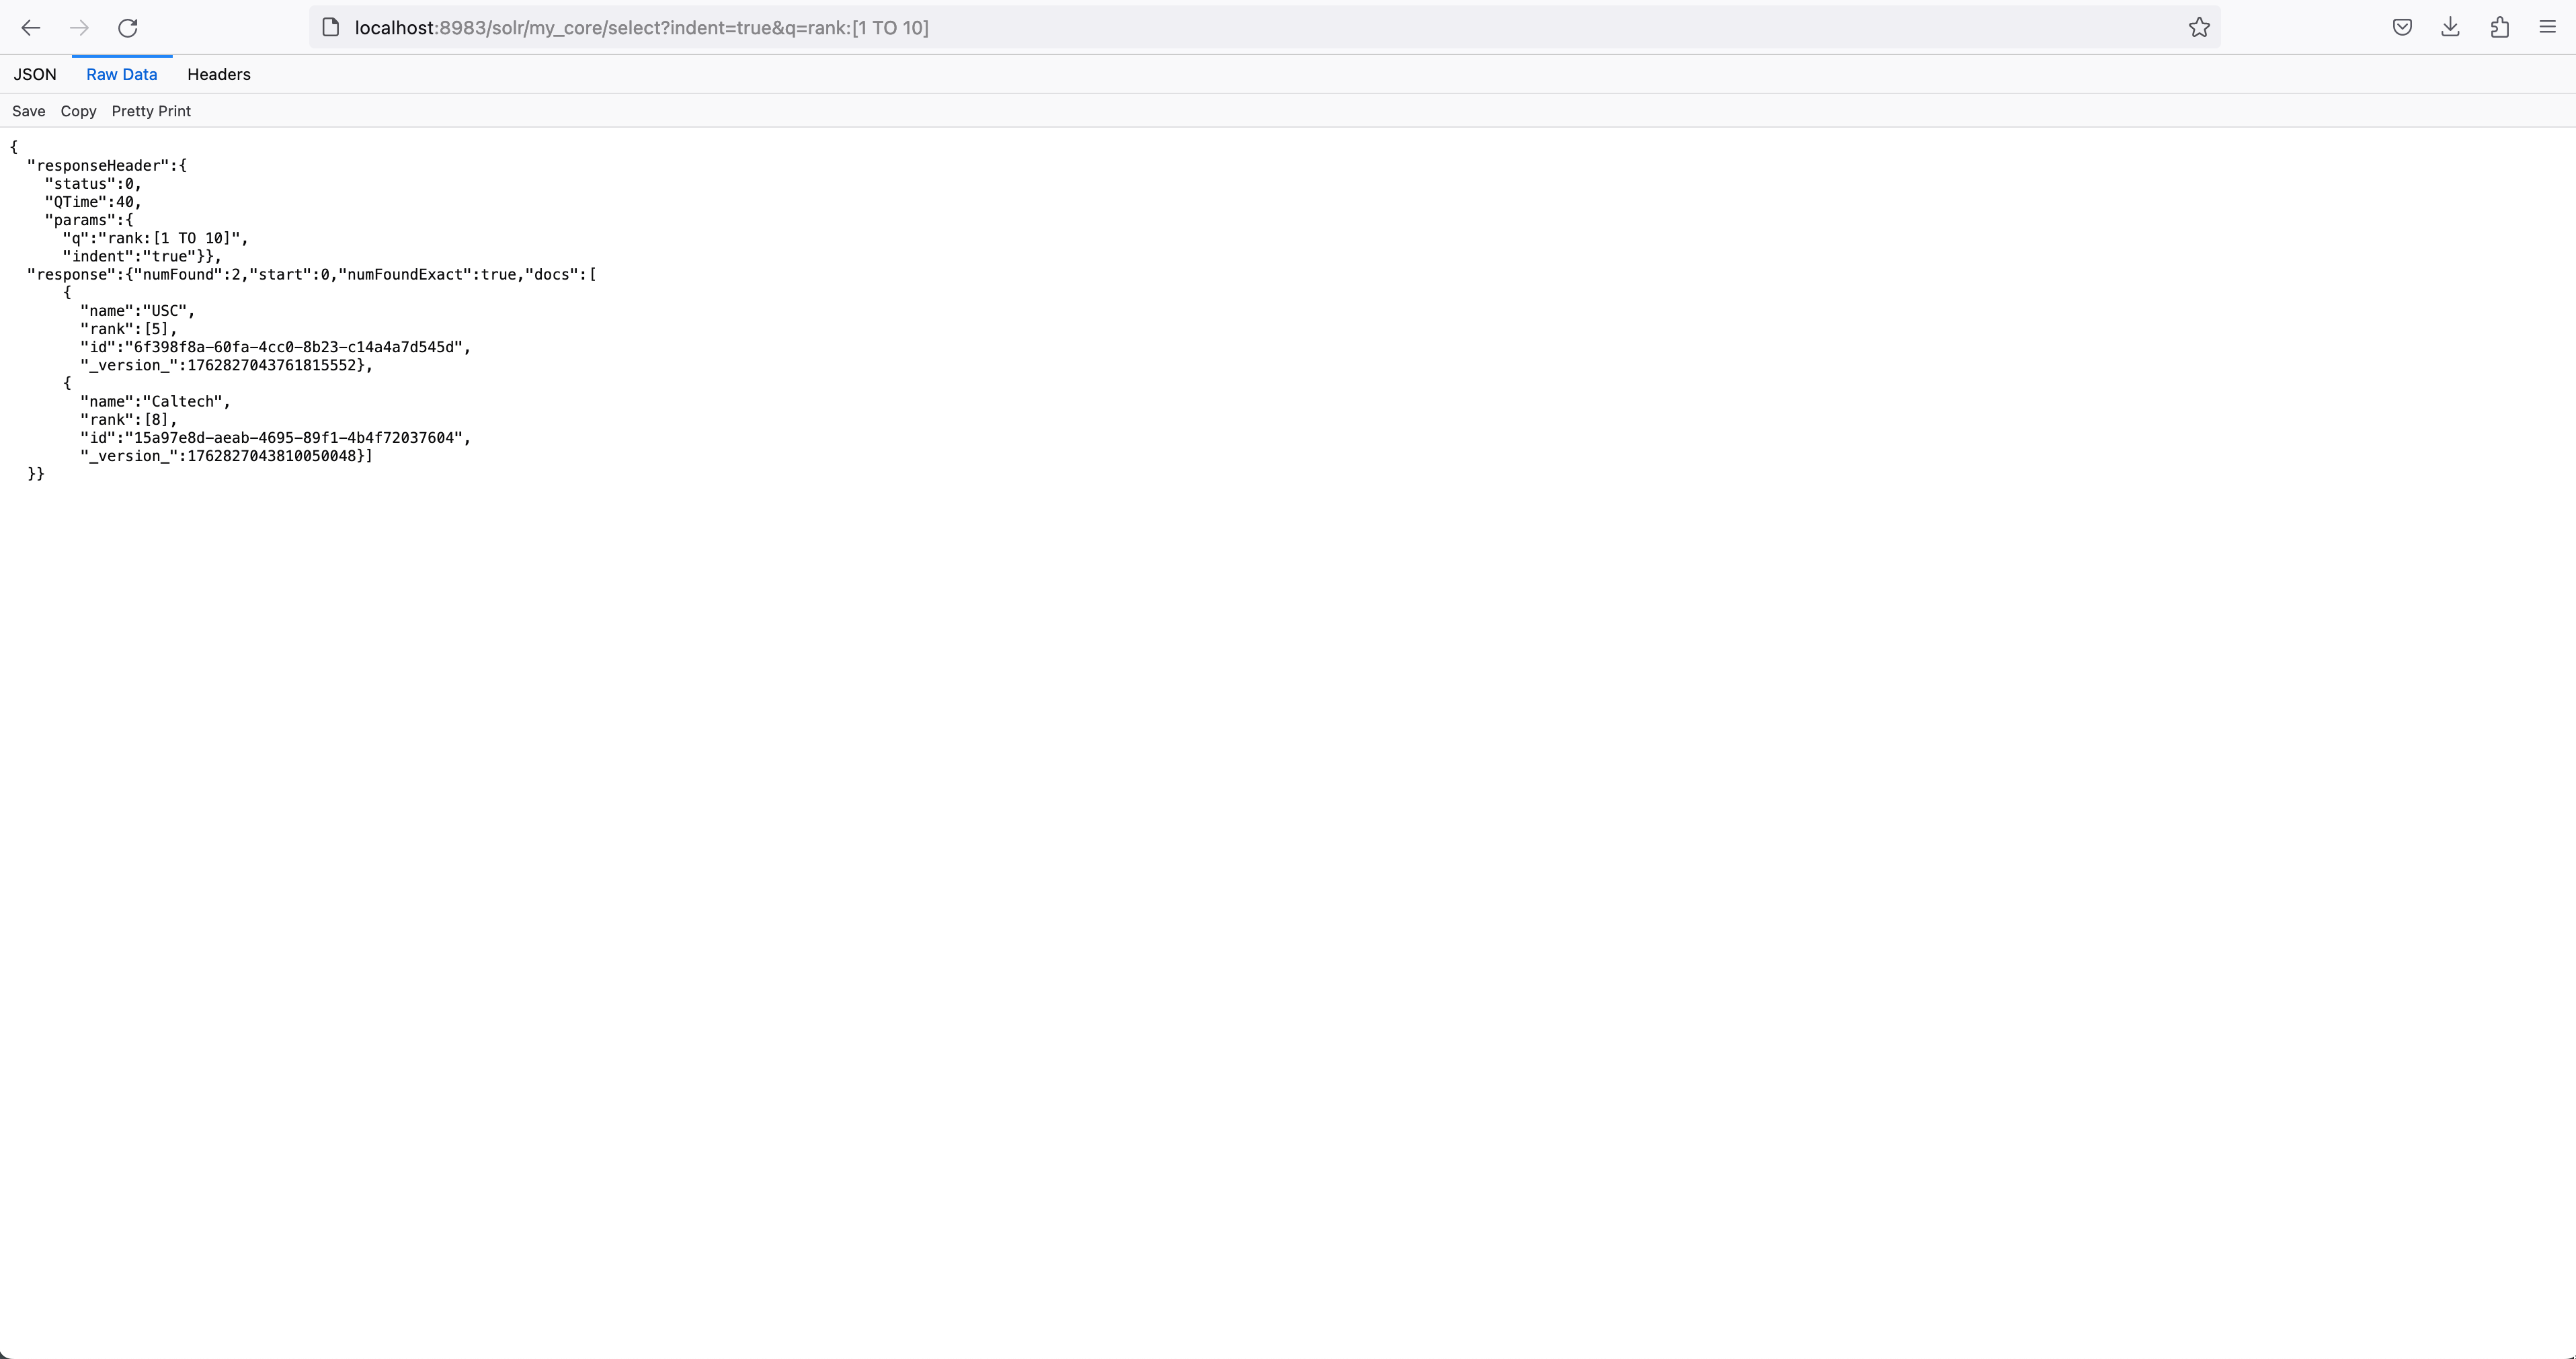 localhost:8983/solr/my_core/select?indent=true&q=rank:[1 TO 10]
JSON Raw Data Headers
Save Copy Pretty Print
{
  "responseHeader":{
    "status":0,
    "QTime":40,
    "params":{
      "q":"rank:[1 TO 10]",
      "indent":"true"}},
  "response":{"numFound":2,"start":0,"numFoundExact":true,"docs":[
      {
        "name":"USC",
        "rank":[5],
        "id":"6f398f8a-60fa-4cc0-8b23-c14a4a7d545d",
        "_version_":1762827043761815552},
      {
        "name":"Caltech",
        "rank":[8],
        "id":"15a97e8d-aeab-4695-89f1-4b4f72037604",
        "_version_":1762827043810050048}]
  }}